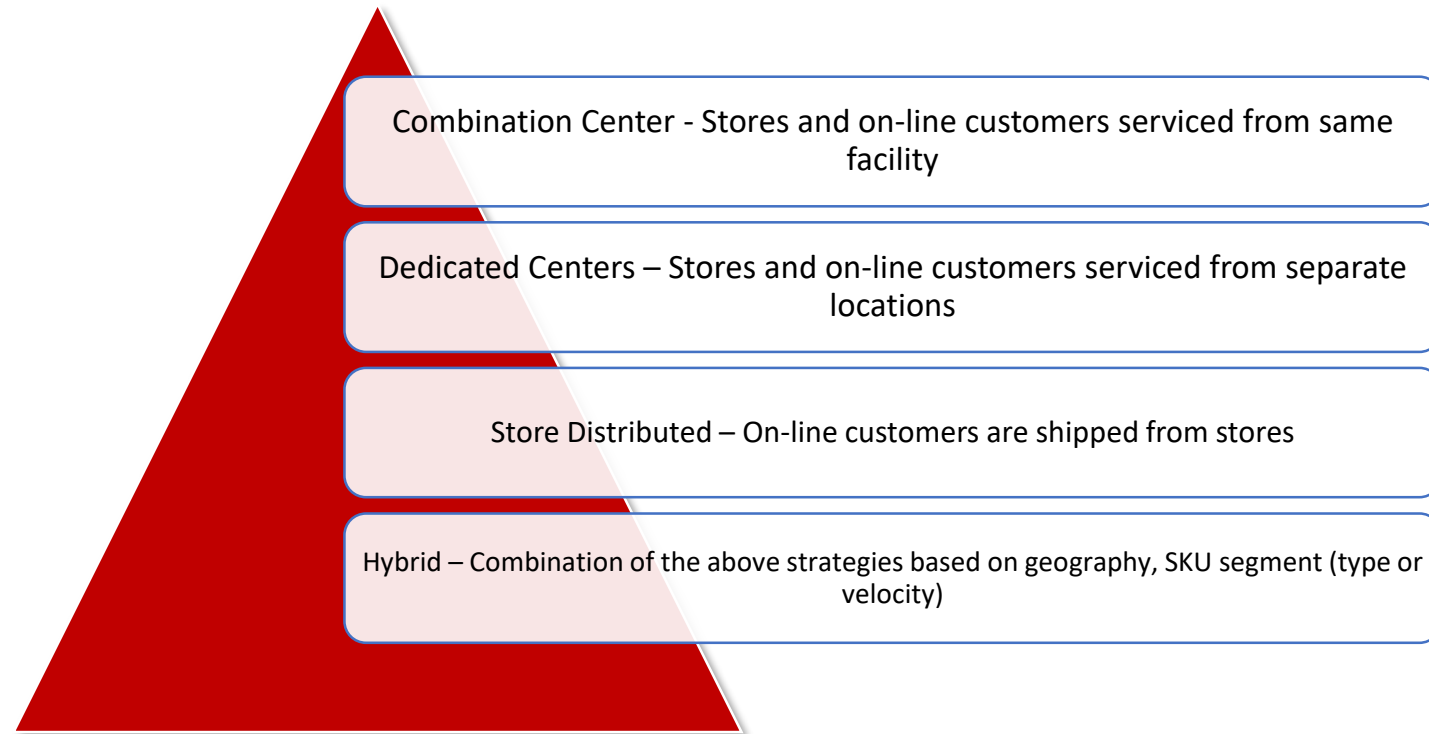 Combination Center - Stores and on-line customers serviced from same
facility
Dedicated Centers – Stores and on-line customers serviced from separate
locations
Store Distributed – On-line customers are shipped from stores
Hybrid – Combination of the above strategies based on geography, SKU segment (type or
velocity)